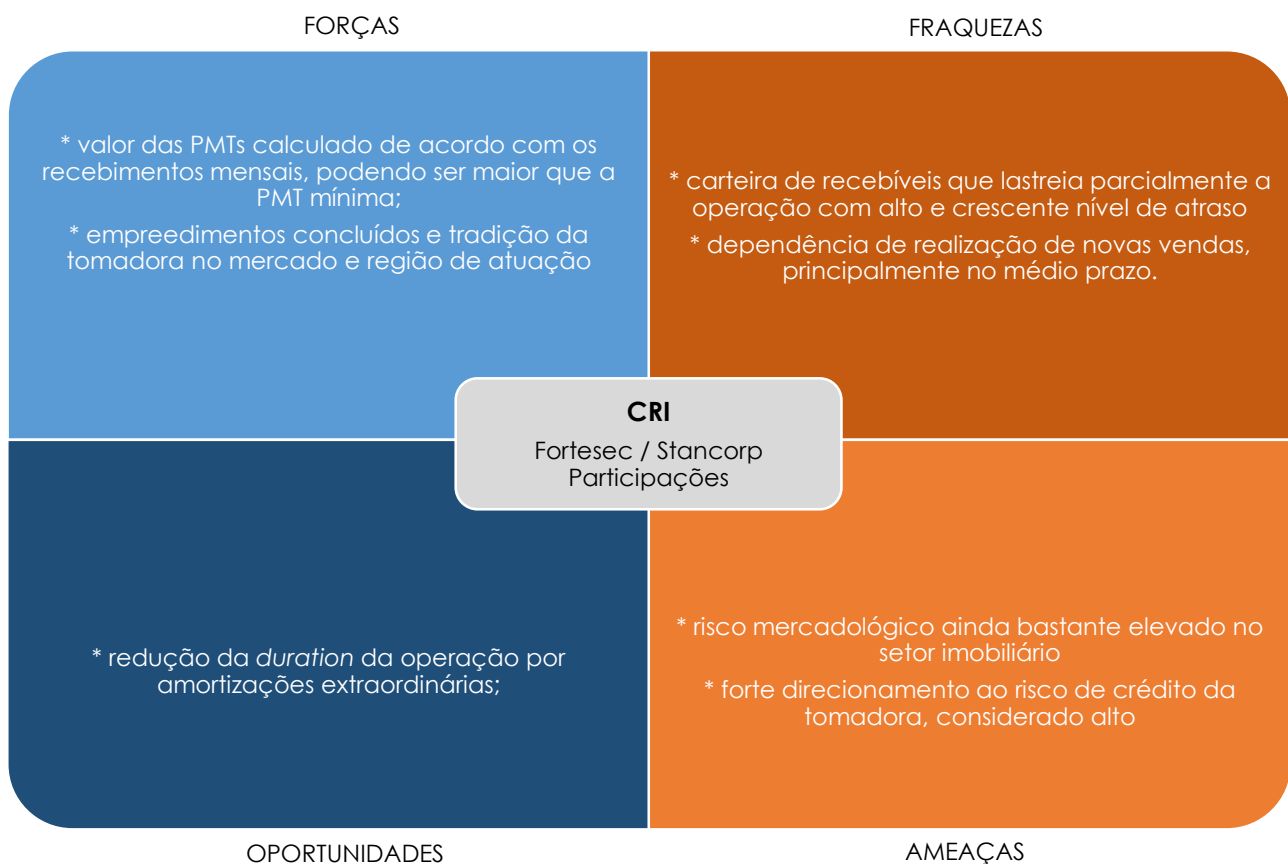 FORÇAS
FRAQUEZAS
* valor das PMTs calculado de acordo com os
recebimentos mensais, podendo ser maior que a
PMT mínima;
* empreedimentos concluídos e tradição da
tomadora no mercado e região de atuação
* carteira de recebíveis que lastreia parcialmente a
operação com alto e crescente nível de atraso
* dependência de realização de novas vendas,
principalmente no médio prazo.
CRI
Fortesec / Stancorp
Participações
* redução da duration da operação por
amortizações extraordinárias;
* risco mercadológico ainda bastante elevado no
setor imobiliário
* forte direcionamento ao risco de crédito da
tomadora, considerado alto
OPORTUNIDADES
AMEAÇAS